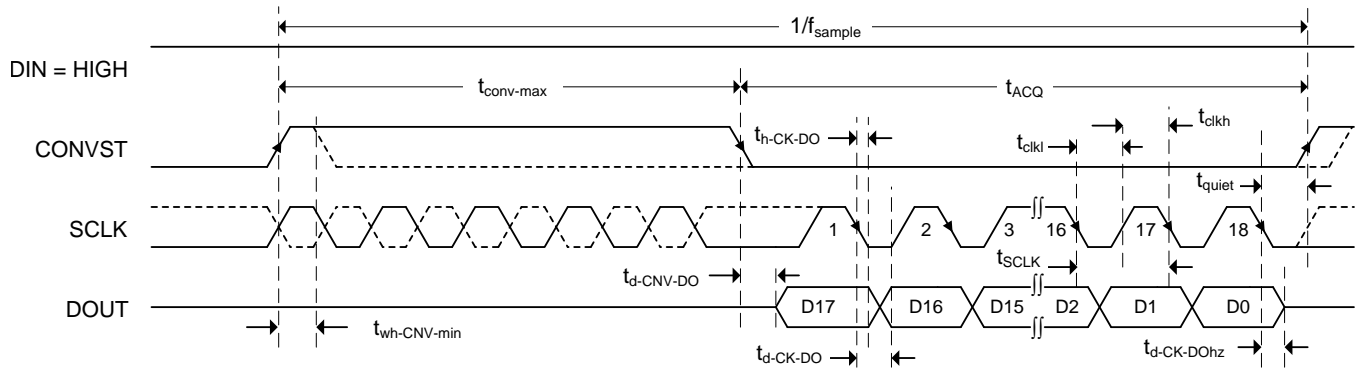 1/fsample
DIN = HIGH
tconv-max
tACQ
CONVST
th-CK-DO
tclkl
tclkh
tquiet
SCLK
1 2 3 16 17 18
tSCLK
td-CNV-DO
DOUT
D17 D16 D15 D2 D1 D0
twh-CNV-min
td-CK-DO
td-CK-DOhz